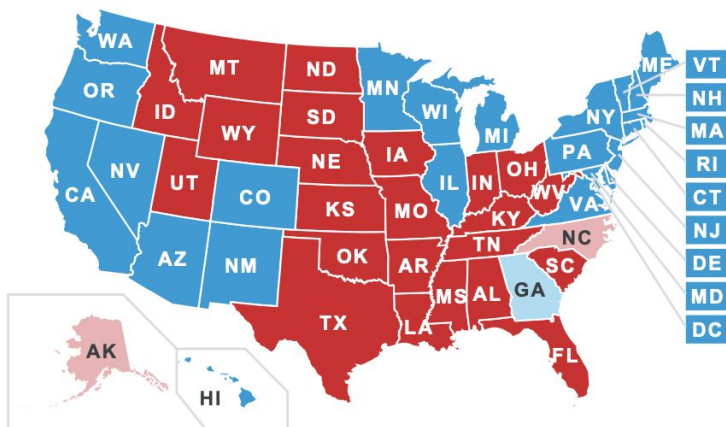 WA
MT
ND
MN
ME
VT
OR
ID
SD
WI
MI
NY
NH
WY
MA
NV
NE
IA
PA
RI
CA
UT
CO
IL
IN
OH
WV
VA
CT
KS
MO
KY
NJ
AZ
NM
OK
AR
TN
NC
DE
SC
MD
TX
LA
MS
AL
GA
DC
AK
HI
FL